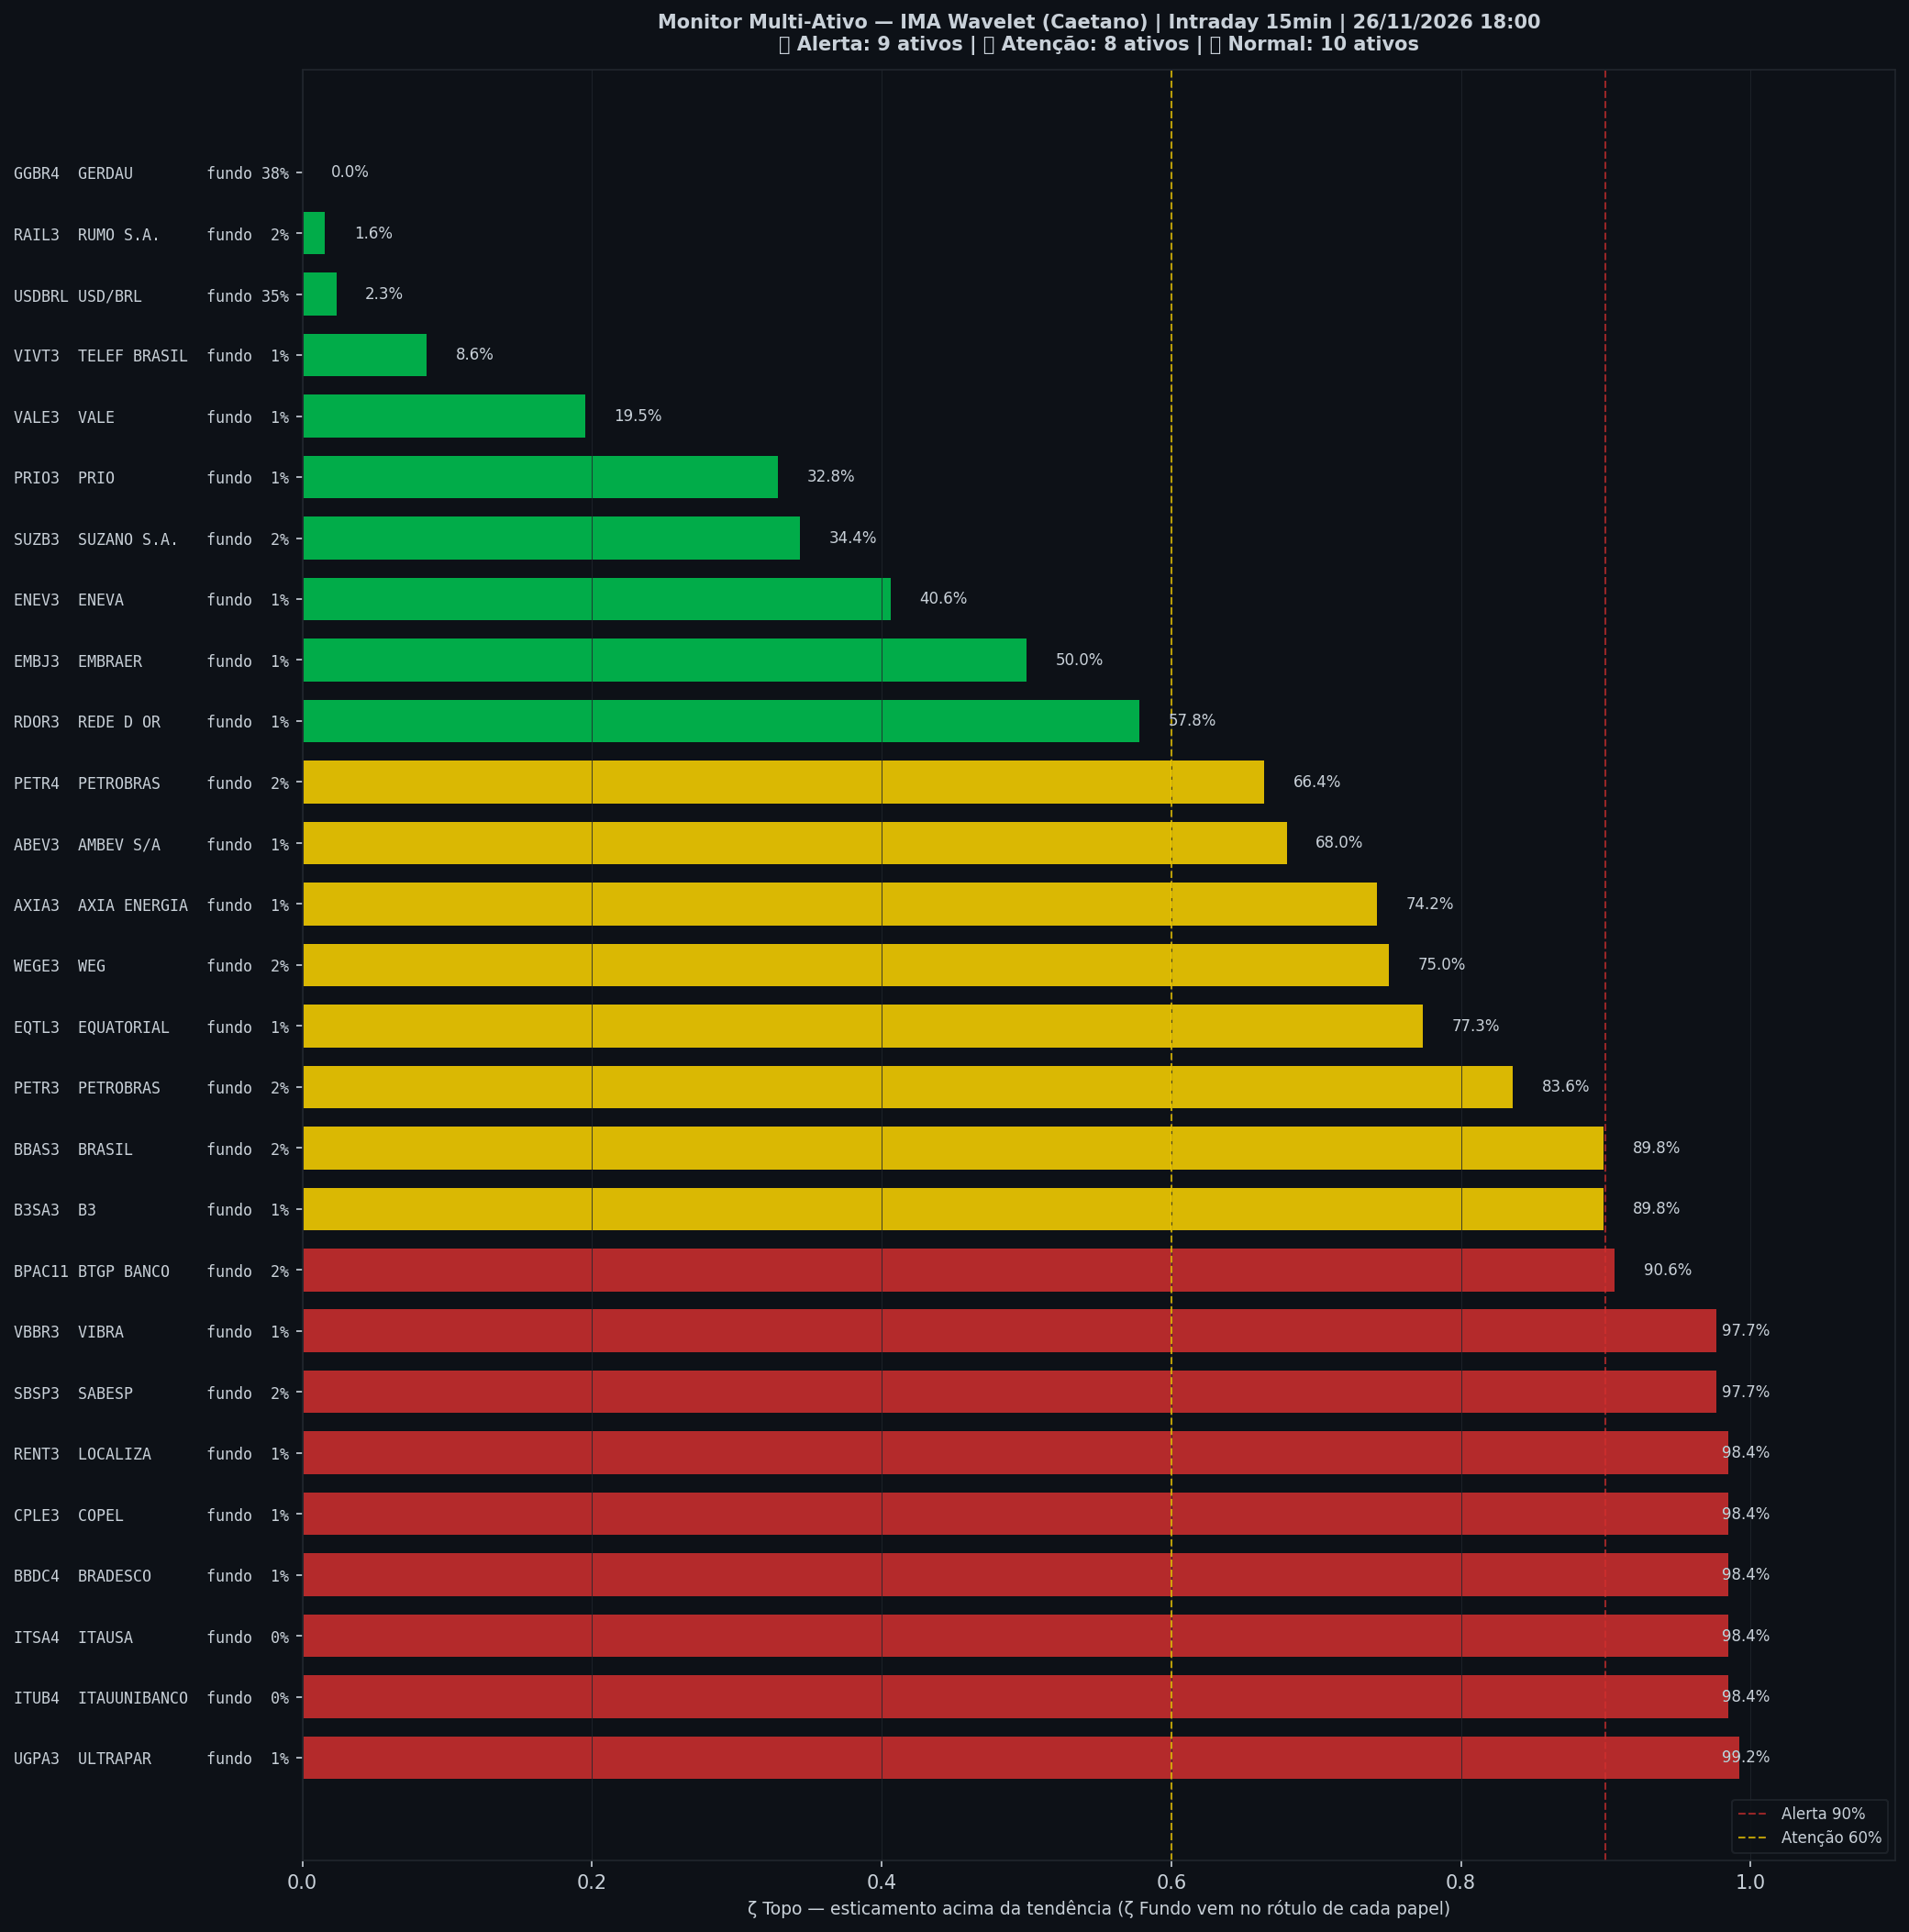 Monitor Multi-Ativo — IMA Wavelet (Caetano) | Intraday 15min | 26/11/2026 18:00
Alerta: 9 ativos | Atenção: 8 ativos | Normal: 10 ativos
GGBR4 GERDAU fundo 38% 0.0%
RAIL3 RUMO S.A. fundo 2% 1.6%
USDBRL USD/BRL fundo 35% 2.3%
VIVT3 TELEF BRASIL fundo 1% 8.6%
VALE3 VALE fundo 1% 19.5%
PRIO3 PRIO fundo 1% 32.8%
SUZB3 SUZANO S.A. fundo 2% 34.4%
ENEV3 ENEVA fundo 1% 40.6%
EMBJ3 EMBRAER fundo 1% 50.0%
RDOR3 REDE D OR fundo 1% 57.8%
PETR4 PETROBRAS fundo 2% 66.4%
ABEV3 AMBEV S/A fundo 1% 68.0%
AXIA3 AXIA ENERGIA fundo 1% 74.2%
WEGE3 WEG fundo 2% 75.0%
EQTL3 EQUATORIAL fundo 1% 77.3%
PETR3 PETROBRAS fundo 2% 83.6%
BBAS3 BRASIL fundo 2% 89.8%
B3SA3 B3 fundo 1% 89.8%
BPAC11 BTGP BANCO fundo 2% 90.6%
VBBR3 VIBRA fundo 1% 97.7%
SBSP3 SABESP fundo 2% 97.7%
RENT3 LOCALIZA fundo 1% 98.4%
CPLE3 COPEL fundo 1% 98.4%
BBDC4 BRADESCO fundo 1% 98.4%
ITSA4 ITAUSA fundo 0% 98.4%
ITUB4 ITAUUNIBANCO fundo 0% 98.4%
UGPA3 ULTRAPAR fundo 1% 99.2%
Alerta 90%
Atenção 60%
0.0 0.2 0.4 0.6 0.8 1.0
ζ Topo — esticamento acima da tendência (ζ Fundo vem no rótulo de cada papel)